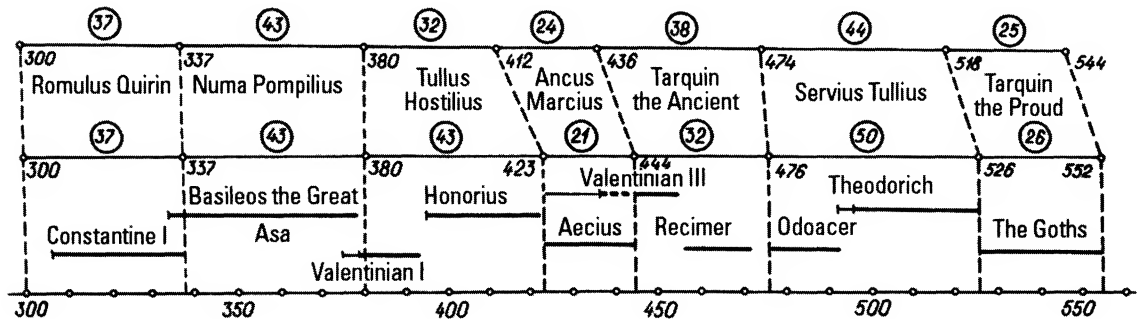 37 43 32 24 38 44 25
300 337 380 412 436 474 518 544
Romulus Quirin Numa Pompilius Tullus Hostilius Ancus Marcius Tarquin the Ancient Servius Tullius Tarquin the Proud
37 43 43 21 32 50 26
300 337 380 423 444 476 526 552
Basileos the Great Honorius Valentinian III Theodorich
Constantine I Asa Aecius Recimer Odoacer The Goths
Valentinian I
300 350 400 450 500 550